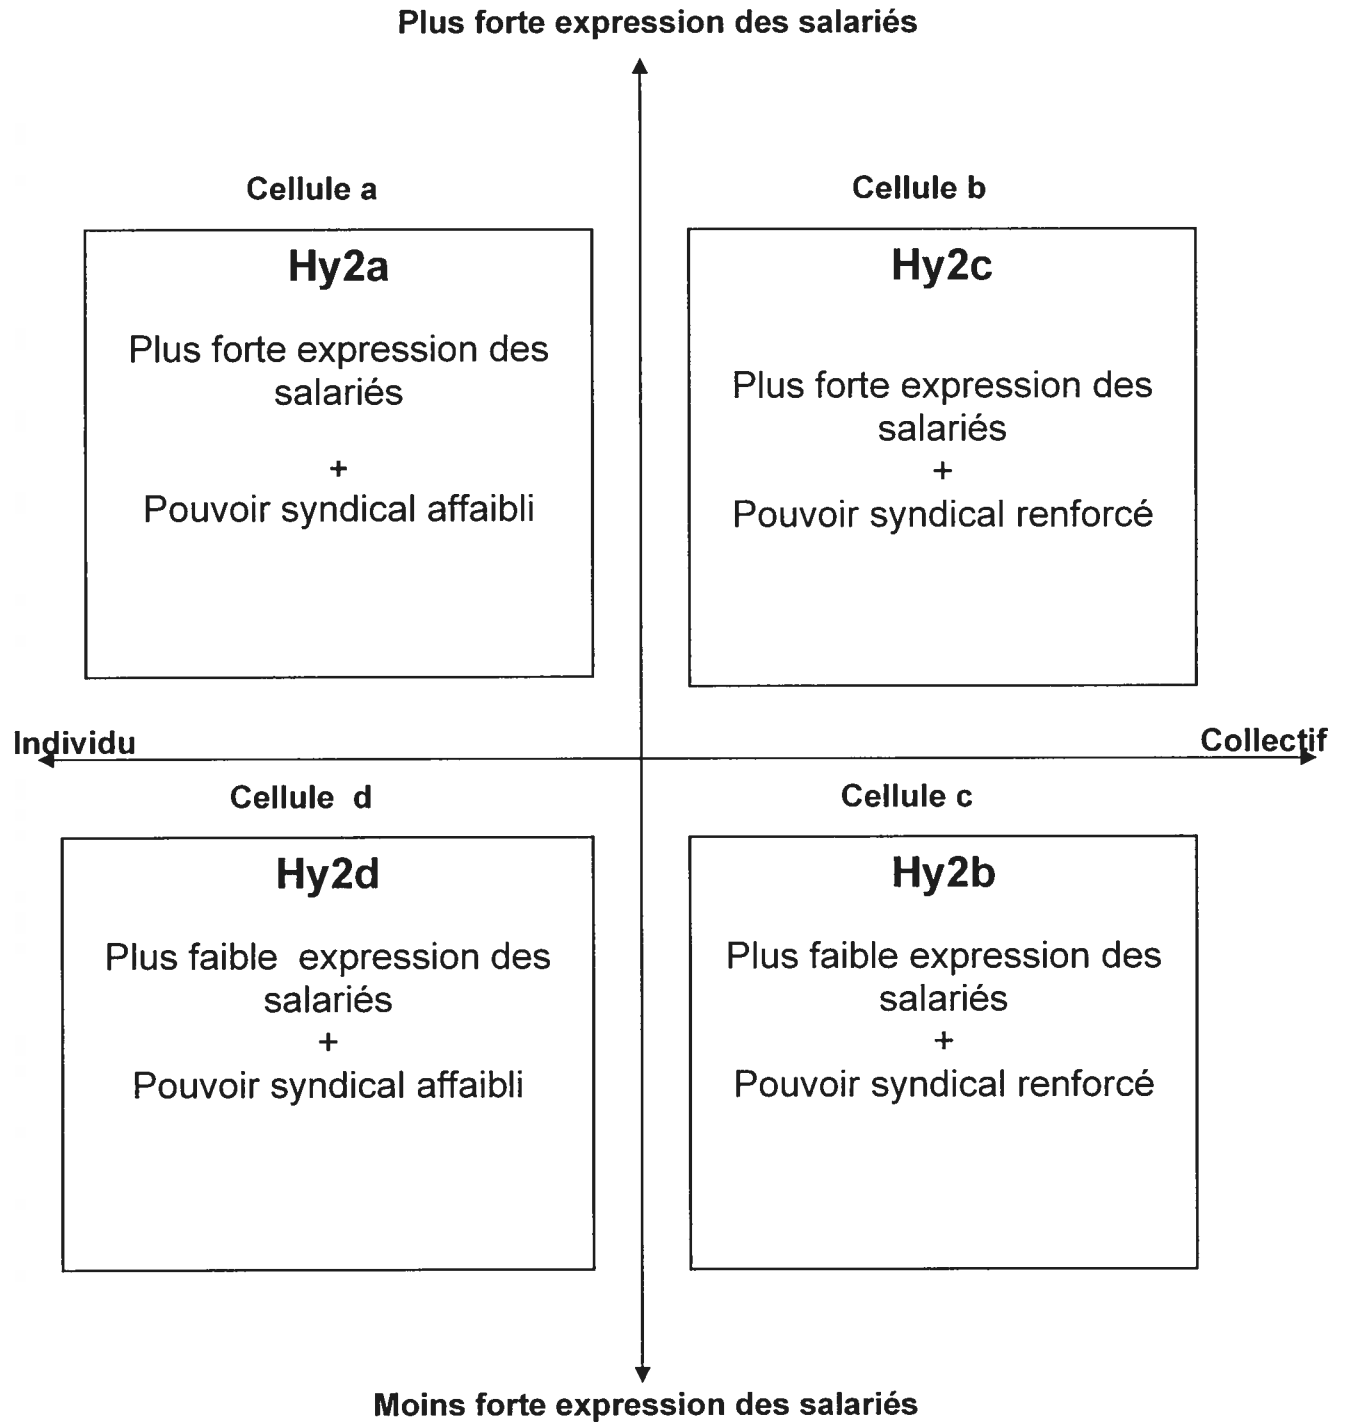 Plus forte expression des salariés
Cellule a
Hy2a
Plus forte expression des
salariés
+
Pouvoir syndical affaibli
Cellule b
Hy2c
Plus forte expression des
salariés
+
Pouvoir syndical renforcé
Individu
Collectif
Cellule d
Hy2d
Plus faible expression des
salariés
+
Pouvoir syndical affaibli
Cellule c
Hy2b
Plus faible expression des
salariés
+
Pouvoir syndical renforcé
Moins forte expression des salariés